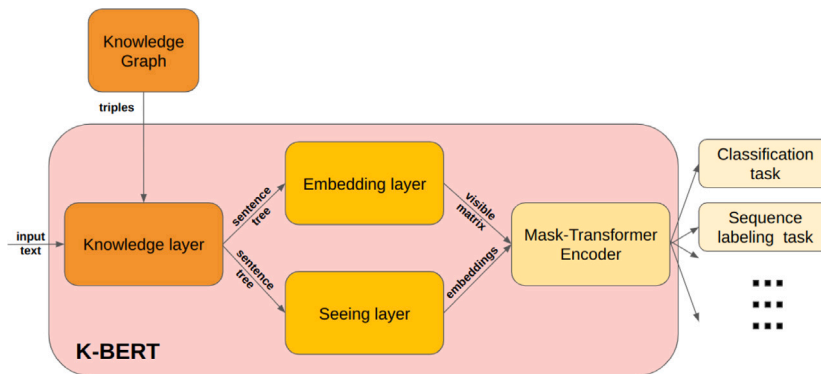 Knowledge
Graph
triples
input
text
Knowledge layer
sentence
tree
sentence
tree
Embedding layer
Seeing layer
visible
matrix
embeddings
Mask-Transformer
Encoder
Classification
task
Sequence
labeling task
K-BERT